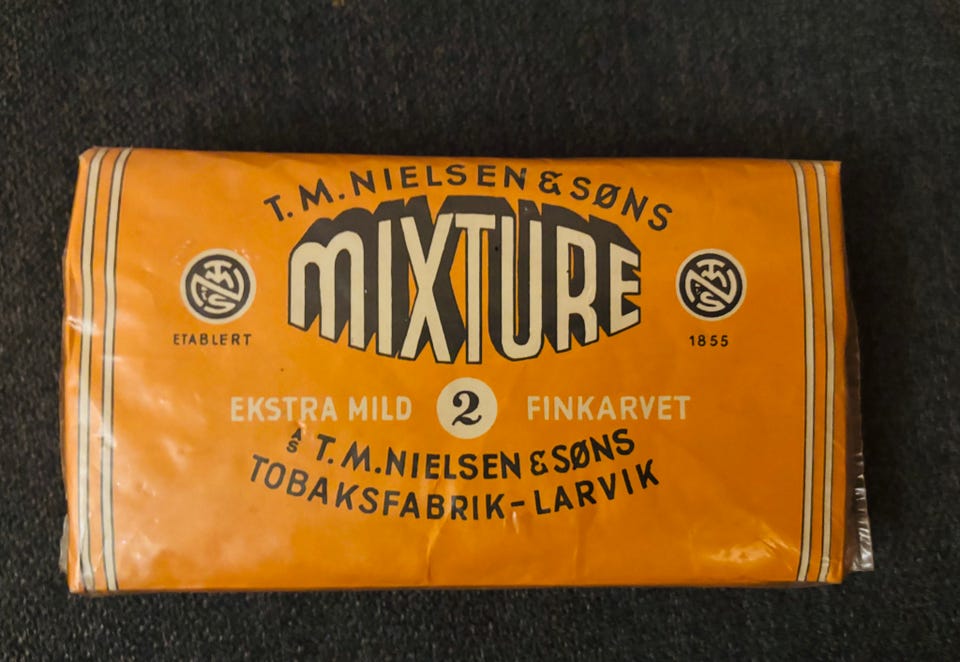 T. M. NIELSEN & SØNS
MIXTURE
ETABLERT
1855
EKSTRA MILD 2 FINKARVET
A/S T. M. NIELSEN & SØNS
TOBAKSFABRIK - LARVIK